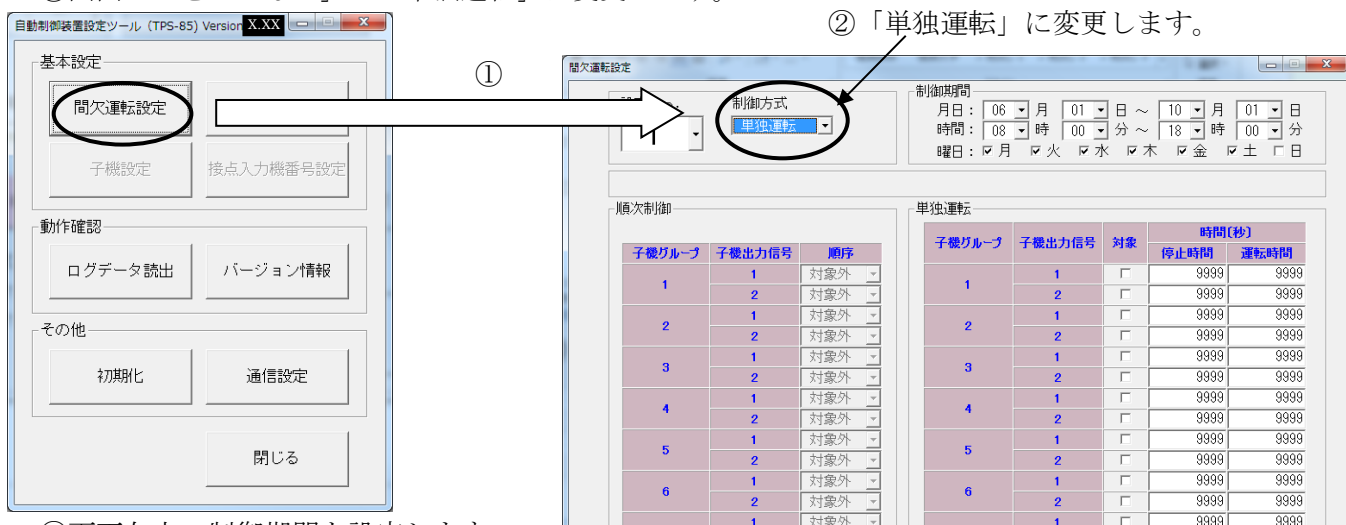 ②「単独運転」に変更します。
自動制御装置設定ツール (TPS-85) Version X.XX
基本設定
間欠運転設定
子機設定 接点入力機番号設定
動作確認
ログデータ読出 バージョン情報
その他
初期化 通信設定
閉じる
①
間欠運転設定
制御方式
単独運転
制御期間
月日： 06 月 01 日 ～ 10 月 01 日
時間： 08 時 00 分 ～ 18 時 00 分
曜日： 月 火 水 木 金 土 日
順次制御
子機グループ 子機出力信号 順序
1 1 対象外
2 対象外
2 1 対象外
2 対象外
3 1 対象外
2 対象外
4 1 対象外
2 対象外
5 1 対象外
2 対象外
6 1 対象外
2 対象外
1 対象外
単独運転
子機グループ 子機出力信号 対象 時間[秒]
停止時間 運転時間
1 1 9999 9999
2 9999 9999
2 1 9999 9999
2 9999 9999
3 1 9999 9999
2 9999 9999
4 1 9999 9999
2 9999 9999
5 1 9999 9999
2 9999 9999
6 1 9999 9999
2 9999 9999
1 9999 9999